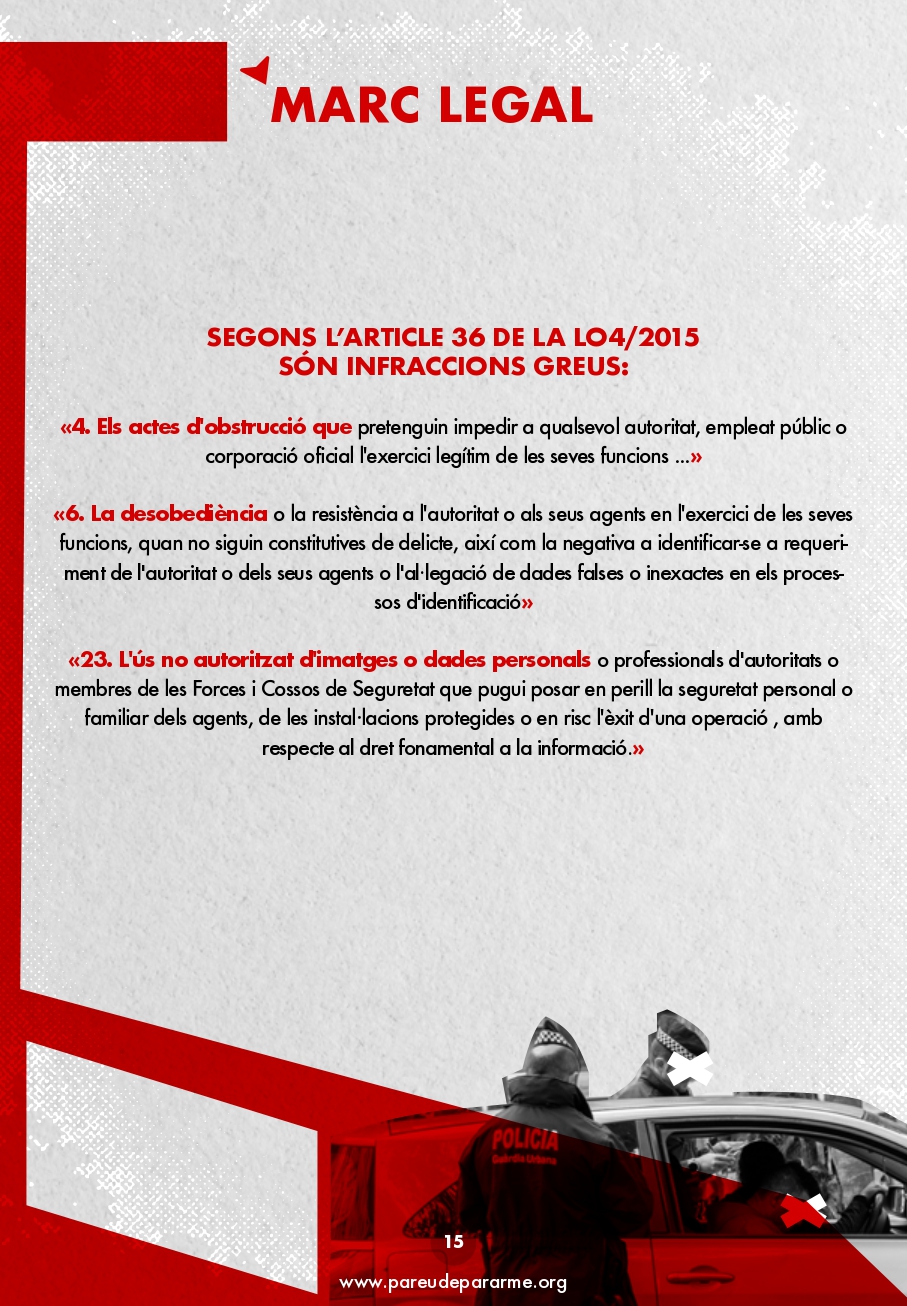 MARC LEGAL
SEGONS L’ARTICLE 36 DE LA LO4/2015
SÓN INFRACCIONS GREUS:
«4. Els actes d'obstrucció que pretenguin impedir a qualsevol autoritat, empleat públic o
corporació oficial l'exercici legítim de les seves funcions ...»
«6. La desobediència o la resistència a l'autoritat o als seus agents en l'exercici de les seves
funcions, quan no siguin constitutives de delicte, així com la negativa a identificar-se a requeri-
ment de l'autoritat o dels seus agents o l'al·legació de dades falses o inexactes en els proces-
sos d'identificació»
«23. L'ús no autoritzat d'imatges o dades personals o professionals d'autoritats o
membres de les Forces i Cossos de Seguretat que pugui posar en perill la seguretat personal o
familiar dels agents, de les instal·lacions protegides o en risc l'èxit d'una operació , amb
respecte al dret fonamental a la informació.»
POLICIA
Guàrdia Urbana
15
www.pareudepararme.org